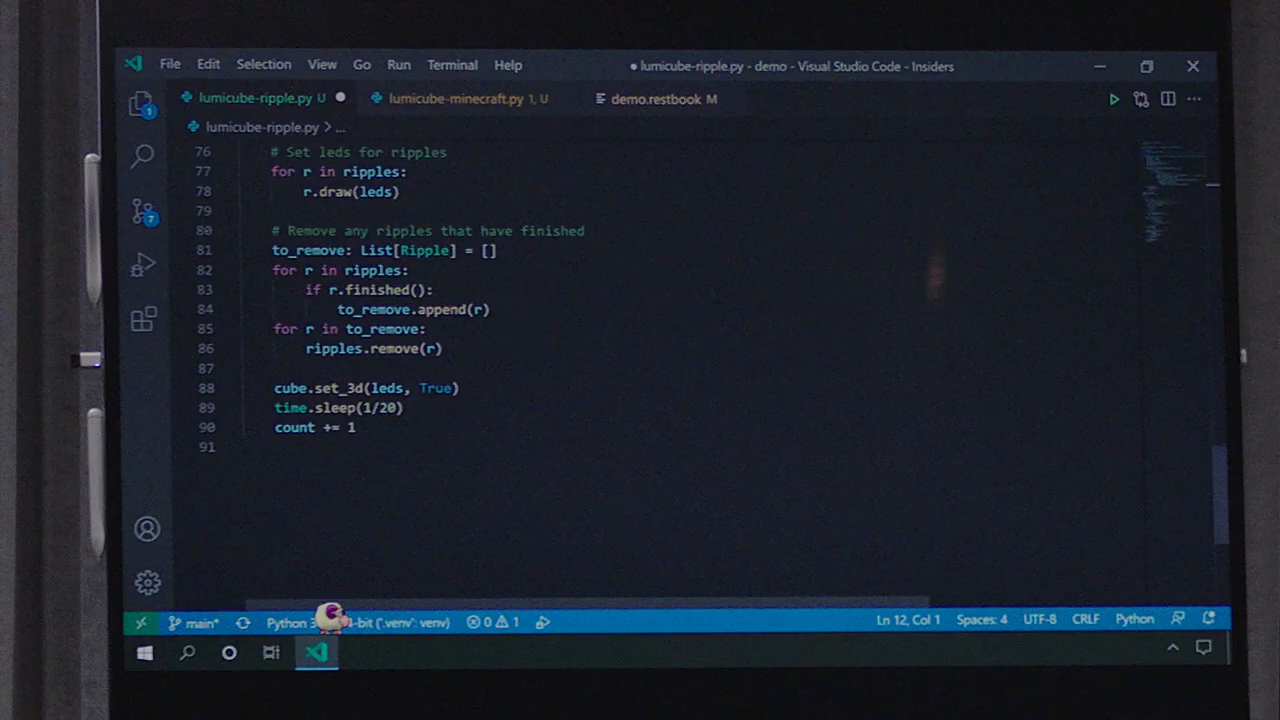 File Edit Selection View Go Run Terminal Help ● lumicube-ripple.py - demo - Visual Studio Code - Insiders
lumicube-ripple.py U ● lumicube-minecraft.py 1, U demo.restbook M
lumicube-ripple.py > ...
1
76 # Set leds for ripples
77 for r in ripples:
78 r.draw(leds)
79
80 # Remove any ripples that have finished
81 to_remove: List[Ripple] = []
82 for r in ripples:
83 if r.finished():
84 to_remove.append(r)
85 for r in to_remove:
86 ripples.remove(r)
87
88 cube.set_3d(leds, True)
89 time.sleep(1/20)
90 count += 1
91
7
main* Python 3 4-bit ('.venv': venv) 0 1 Ln 12, Col 1 Spaces: 4 UTF-8 CRLF Python